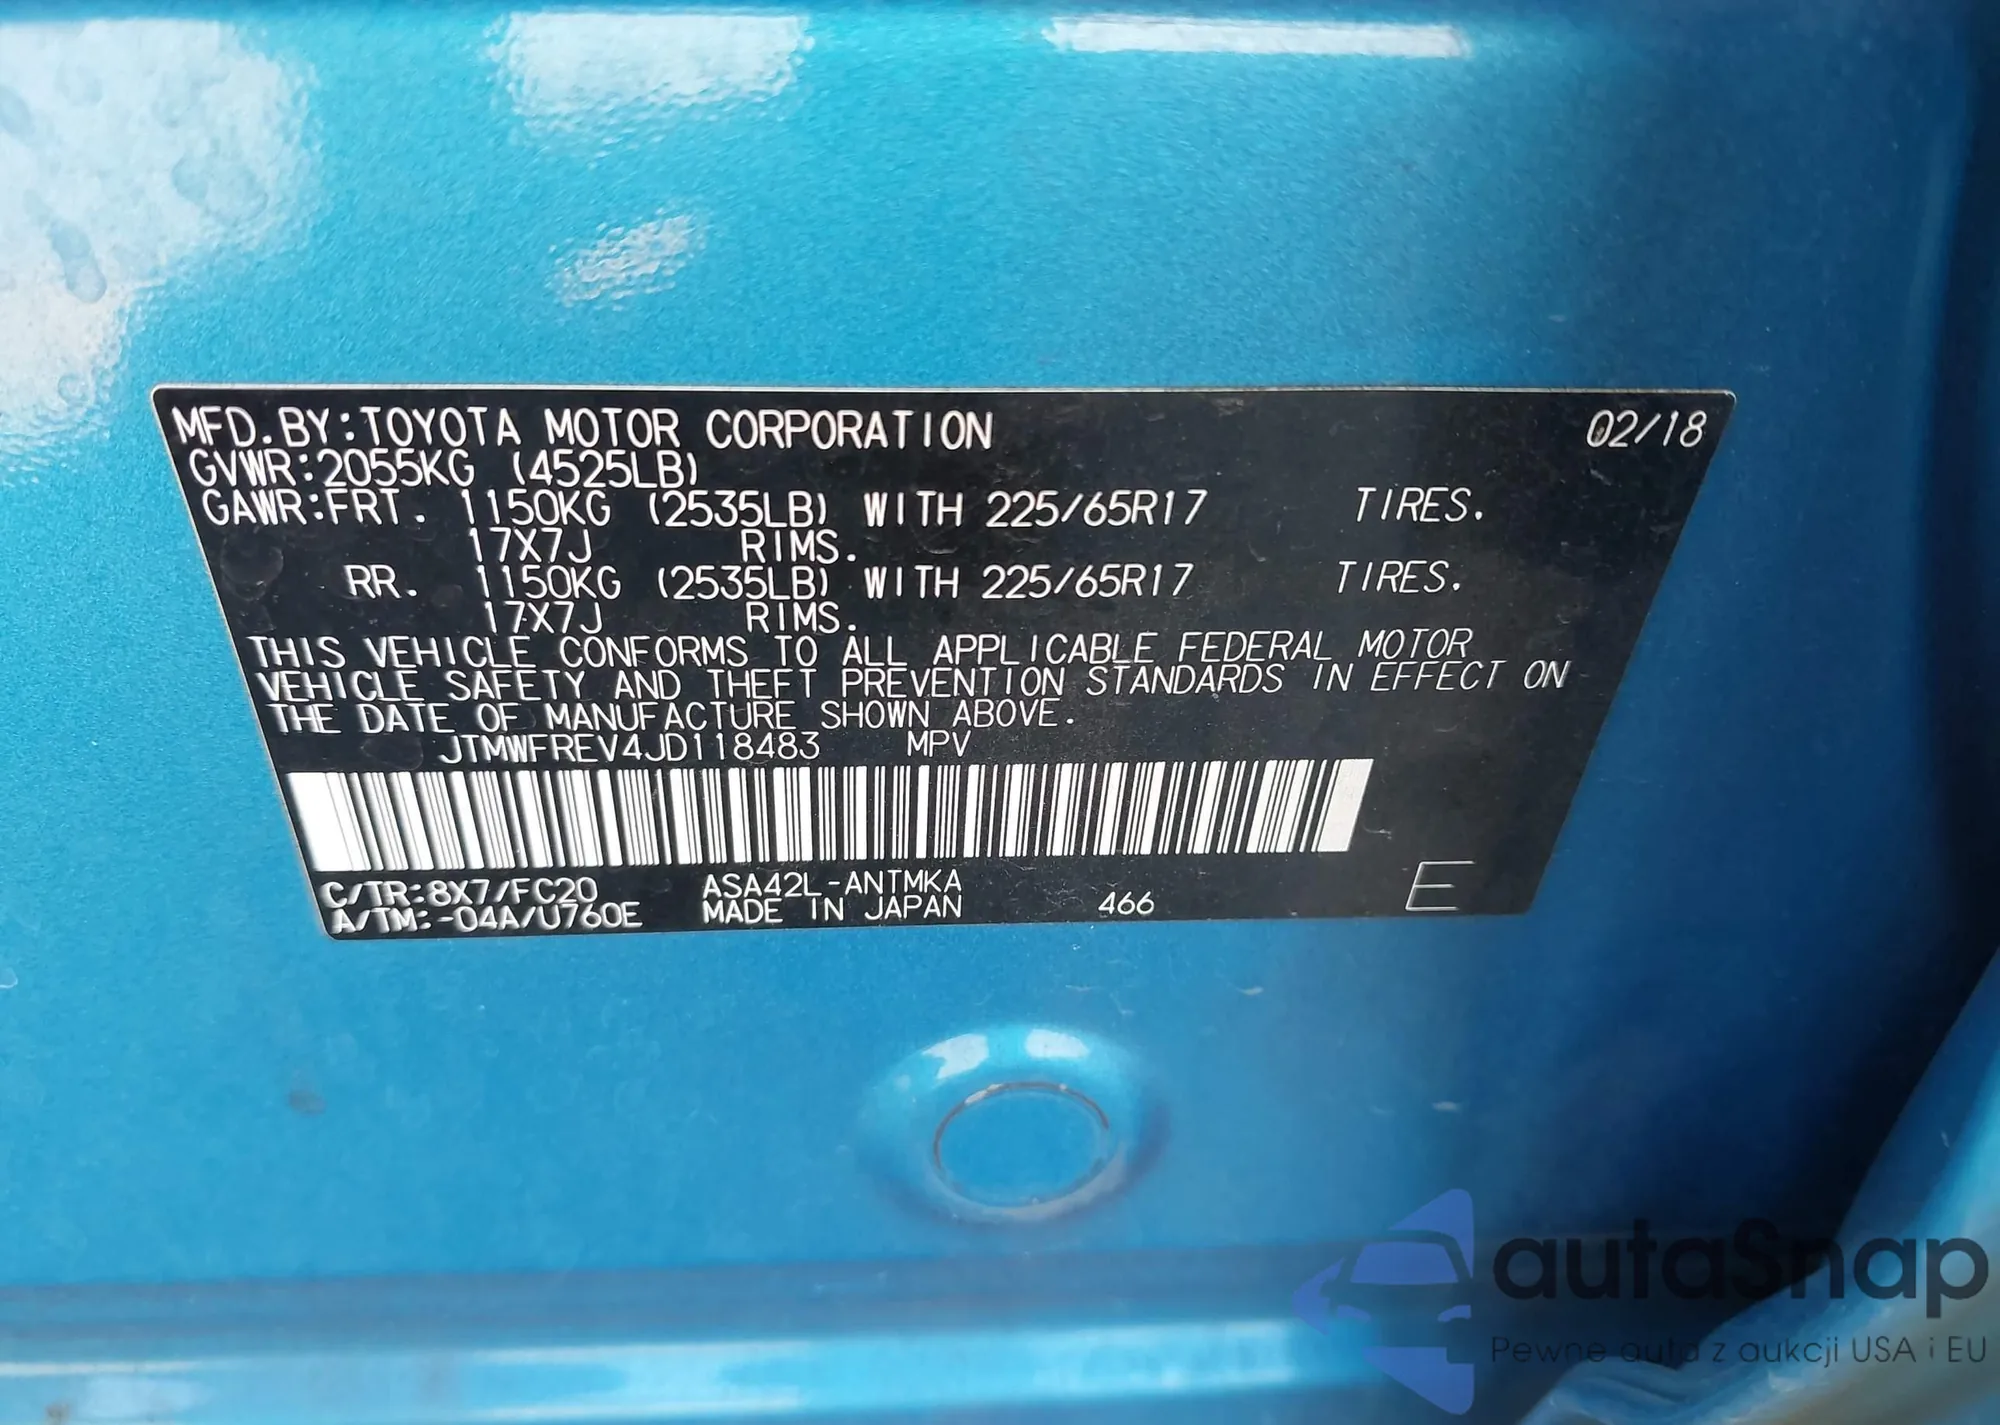 MFD.BY:TOYOTA MOTOR CORPORATION 02/18
GVWR:2055KG (4525LB)
GAWR:FRT. 1150KG (2535LB) WITH 225/65R17 TIRES.
17X7J RIMS.
RR. 1150KG (2535LB) WITH 225/65R17 TIRES.
17X7J RIMS.
THIS VEHICLE CONFORMS TO ALL APPLICABLE FEDERAL MOTOR
VEHICLE SAFETY AND THEFT PREVENTION STANDARDS IN EFFECT ON
THE DATE OF MANUFACTURE SHOWN ABOVE.
JTMWFREV4JD118483 MPV
C/TR:8X7/FC20 ASA42L-ANTMKA
A/TM:-04A/U760E MADE IN JAPAN 466 E
autaSnap
Pewne auta z aukcji USA i EU